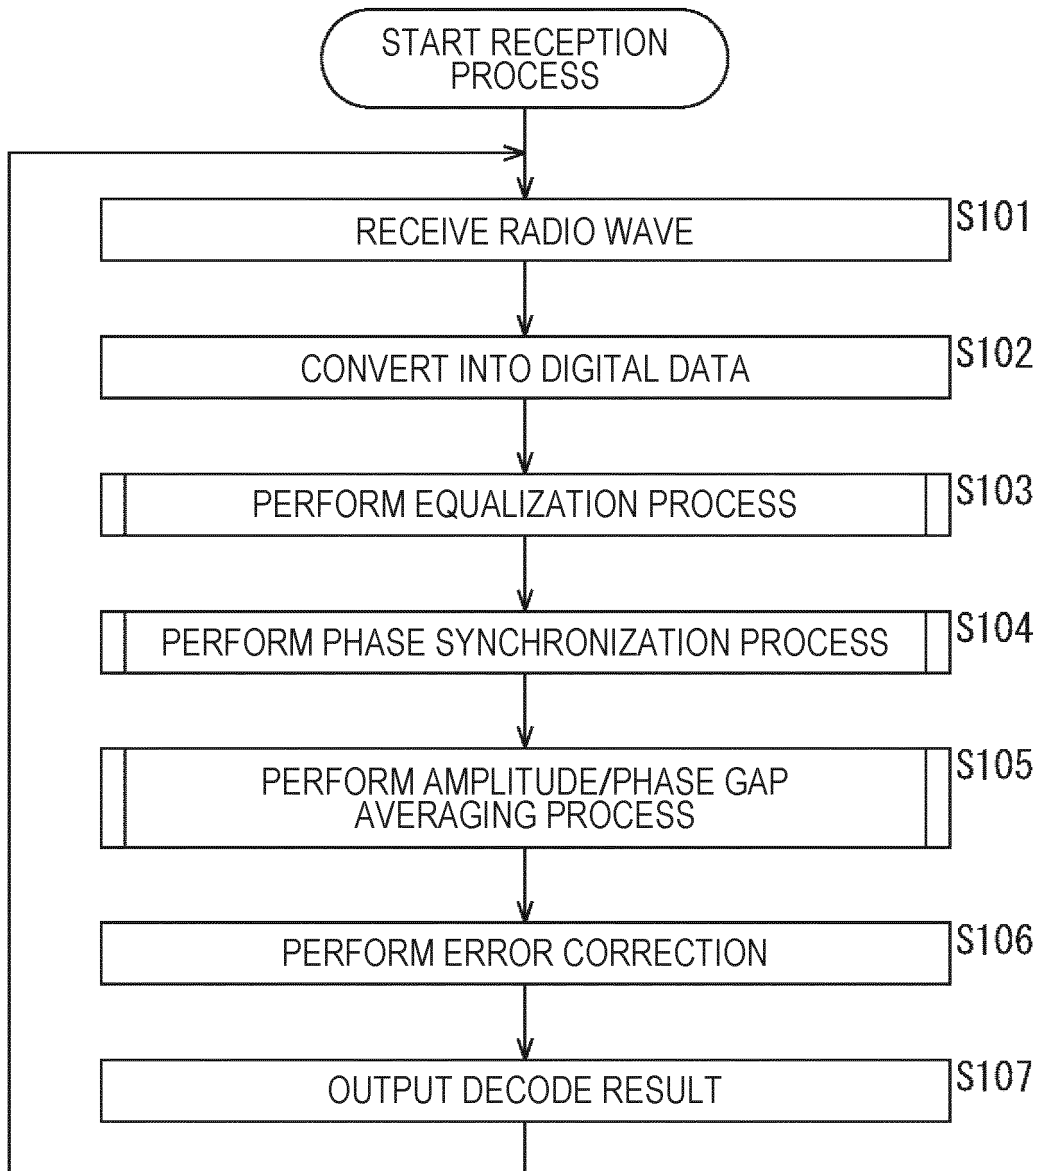 START RECEPTION
PROCESS
RECEIVE RADIO WAVE
S101
CONVERT INTO DIGITAL DATA
S102
PERFORM EQUALIZATION PROCESS
S103
PERFORM PHASE SYNCHRONIZATION PROCESS
S104
PERFORM AMPLITUDE/PHASE GAP
AVERAGING PROCESS
S105
PERFORM ERROR CORRECTION
S106
OUTPUT DECODE RESULT
S107